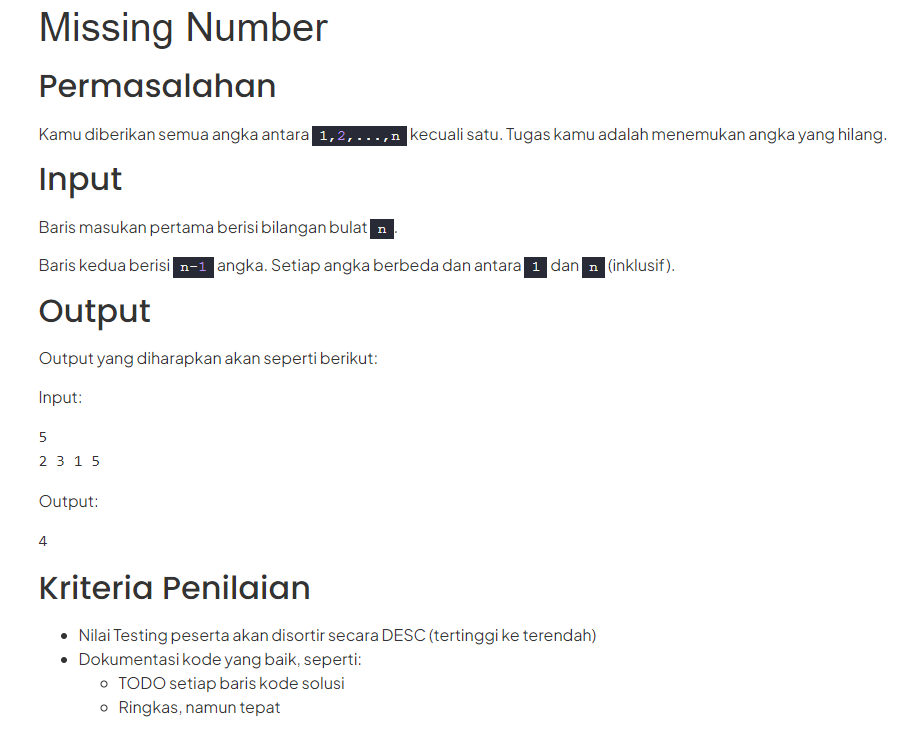 Missing Number
Permasalahan
Kamu diberikan semua angka antara 1,2,...,n kecuali satu. Tugas kamu adalah menemukan angka yang hilang.
Input
Baris masukan pertama berisi bilangan bulat n.
Baris kedua berisi n-1 angka. Setiap angka berbeda dan antara 1 dan n (inklusif).
Output
Output yang diharapkan akan seperti berikut:
Input:
5
2 3 1 5
Output:
4
Kriteria Penilaian
Nilai Testing peserta akan disortir secara DESC (tertinggi ke terendah)
Dokumentasi kode yang baik, seperti:
TODO setiap baris kode solusi
Ringkas, namun tepat